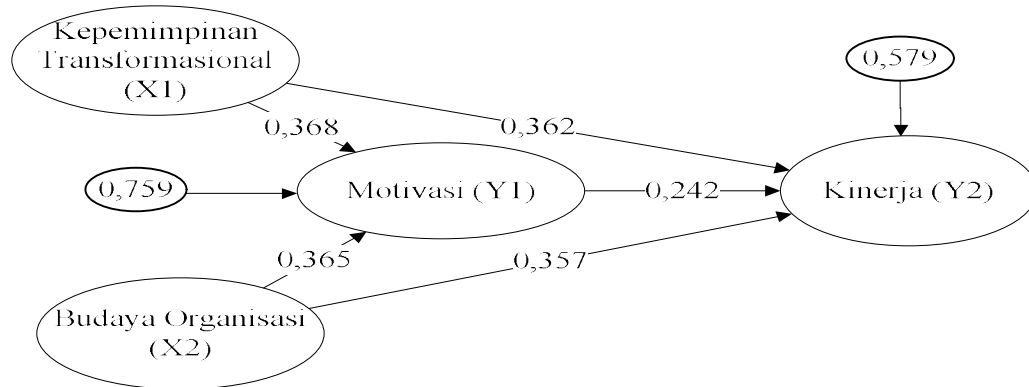 Kepemimpinan
Transformasional
(X1)
0,579
0,368
0,362
0,759
Motivasi (Y1)
0,242
Kinerja (Y2)
0,365
0,357
Budaya Organisasi
(X2)